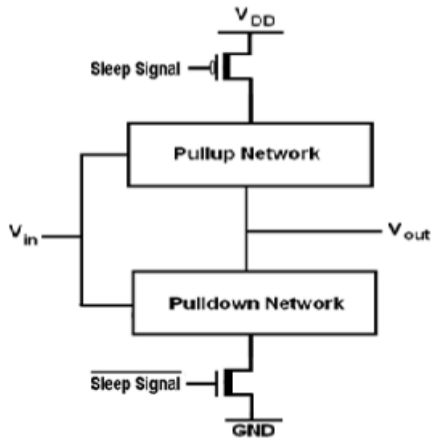 V_DD
Sleep Signal
Pullup Network
V_in
V_out
Pulldown Network
Sleep Signal
GND